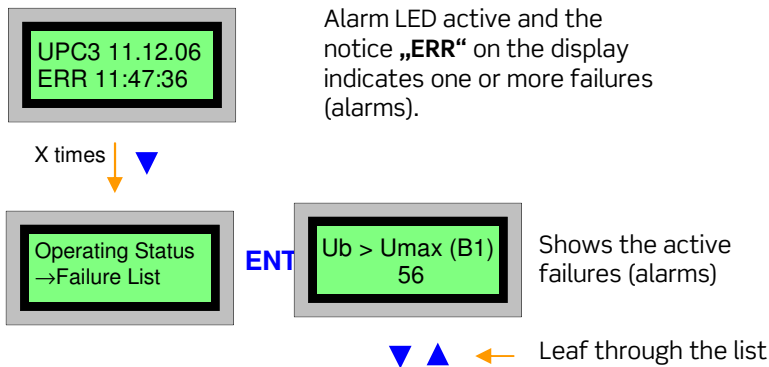 UPC3 11.12.06
ERR 11:47:36
Alarm LED active and the
notice „ERR“ on the display
indicates one or more failures
(alarms).
X times ▼
Operating Status
→Failure List
ENT
Ub > Umax (B1)
56
Shows the active
failures (alarms)
▼ ▲
Leaf through the list